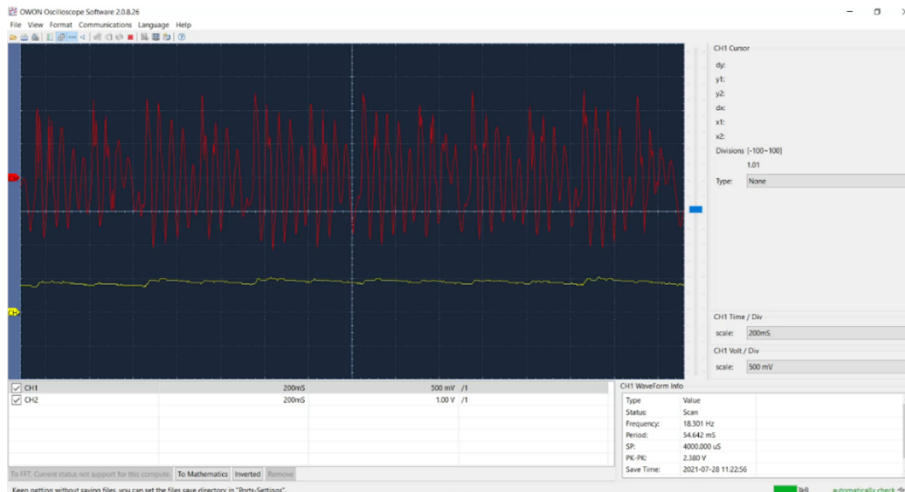 OWON Oscilloscope Software 2.0.8.26
File View Format Communications Language Help
CH1 Cursor
dy:
y1:
y2:
dx:
x1:
x2:
Divisions [-100~100]
1.01
Type: None
CH1 Time / Div
scale: 200mS
CH1 Volt / Div
scale: 500 mV
CH1 200mS 500 mV /1
CH2 200mS 1.00 V /1
CH1 WaveForm Info
Type Value
Status: Scan
Frequency: 18.301 Hz
Period: 54.642 mS
SP: 4000.000 uS
PK-PK: 2.380 V
Save Time: 2021-07-28 11:22:56
To FFT. Current status not support for this compute. To Mathematics Inverted Remove
Keep getting without saving files, you can set the files save directory in "Ports-Settings".
automatically check